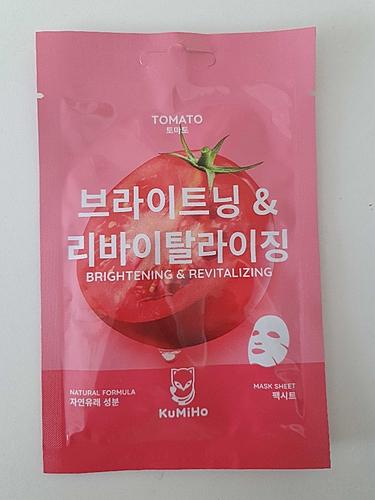 TOMATO
토마토
브라이트닝 &
리바이탈라이징
BRIGHTENING & REVITALIZING
NATURAL FORMULA
자연유래 성분
KuMiHo
MASK SHEET
팩시트